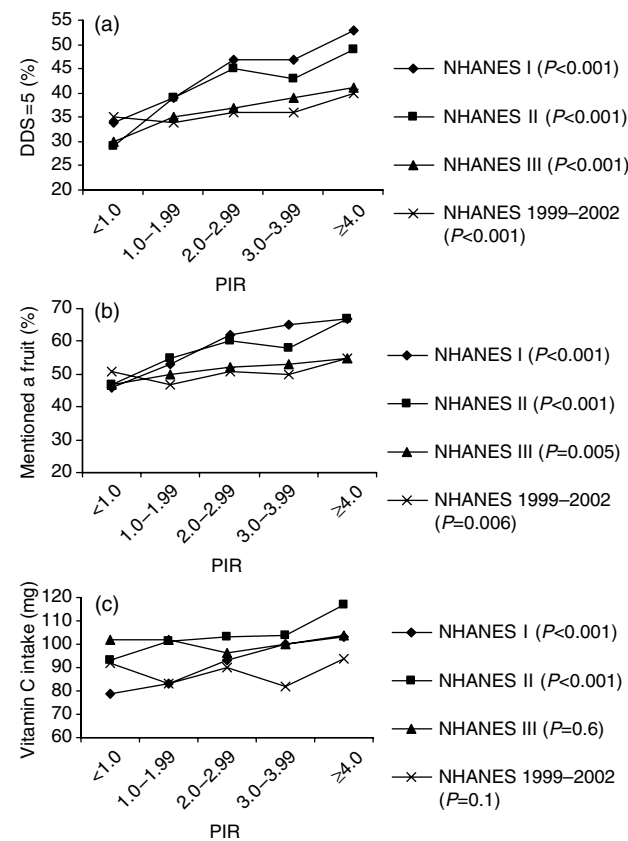 (a)
DDS=5 (%)
55
50
45
40
35
30
25
20
<1.0
1.0–1.99
2.0–2.99
3.0–3.99
≥4.0
PIR
NHANES I (P<0.001)
NHANES II (P<0.001)
NHANES III (P<0.001)
NHANES 1999–2002
(P<0.001)
(b)
Mentioned a fruit (%)
70
60
50
40
30
20
<1.0
1.0–1.99
2.0–2.99
3.0–3.99
≥4.0
PIR
NHANES I (P<0.001)
NHANES II (P<0.001)
NHANES III (P=0.005)
NHANES 1999–2002
(P=0.006)
(c)
Vitamin C intake (mg)
120
110
100
90
80
70
60
<1.0
1.0–1.99
2.0–2.99
3.0–3.99
≥4.0
PIR
NHANES I (P<0.001)
NHANES II (P<0.001)
NHANES III (P=0.6)
NHANES 1999–2002
(P=0.1)